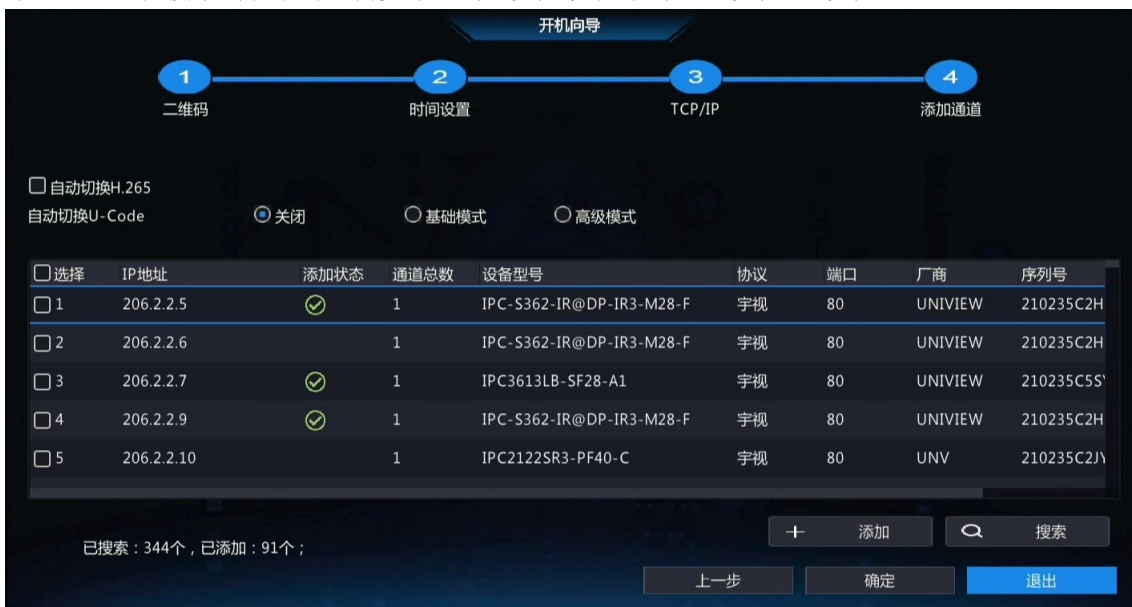 开机向导
1 2 3 4
二维码 时间设置 TCP/IP 添加通道
自动切换H.265
自动切换U-Code 关闭 基础模式 高级模式
选择 IP地址 添加状态 通道总数 设备型号 协议 端口 厂商 序列号
1 206.2.2.5 1 IPC-S362-IR@DP-IR3-M28-F 宇视 80 UNIVIEW 210235C2H
2 206.2.2.6 1 IPC-S362-IR@DP-IR3-M28-F 宇视 80 UNIVIEW 210235C2H
3 206.2.2.7 1 IPC3613LB-SF28-A1 宇视 80 UNIVIEW 210235C5S
4 206.2.2.9 1 IPC-S362-IR@DP-IR3-M28-F 宇视 80 UNIVIEW 210235C2H
5 206.2.2.10 1 IPC2122SR3-PF40-C 宇视 80 UNV 210235C2J
添加 搜索
已搜索：344个，已添加：91个；
上一步 确定 退出